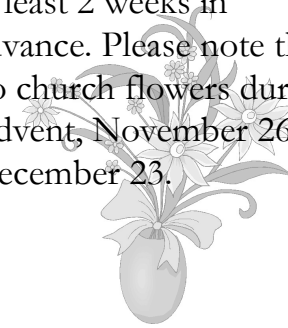 least 2 weeks in
vance. Please note th
church flowers dur
dvent, November 26
ecember 23.